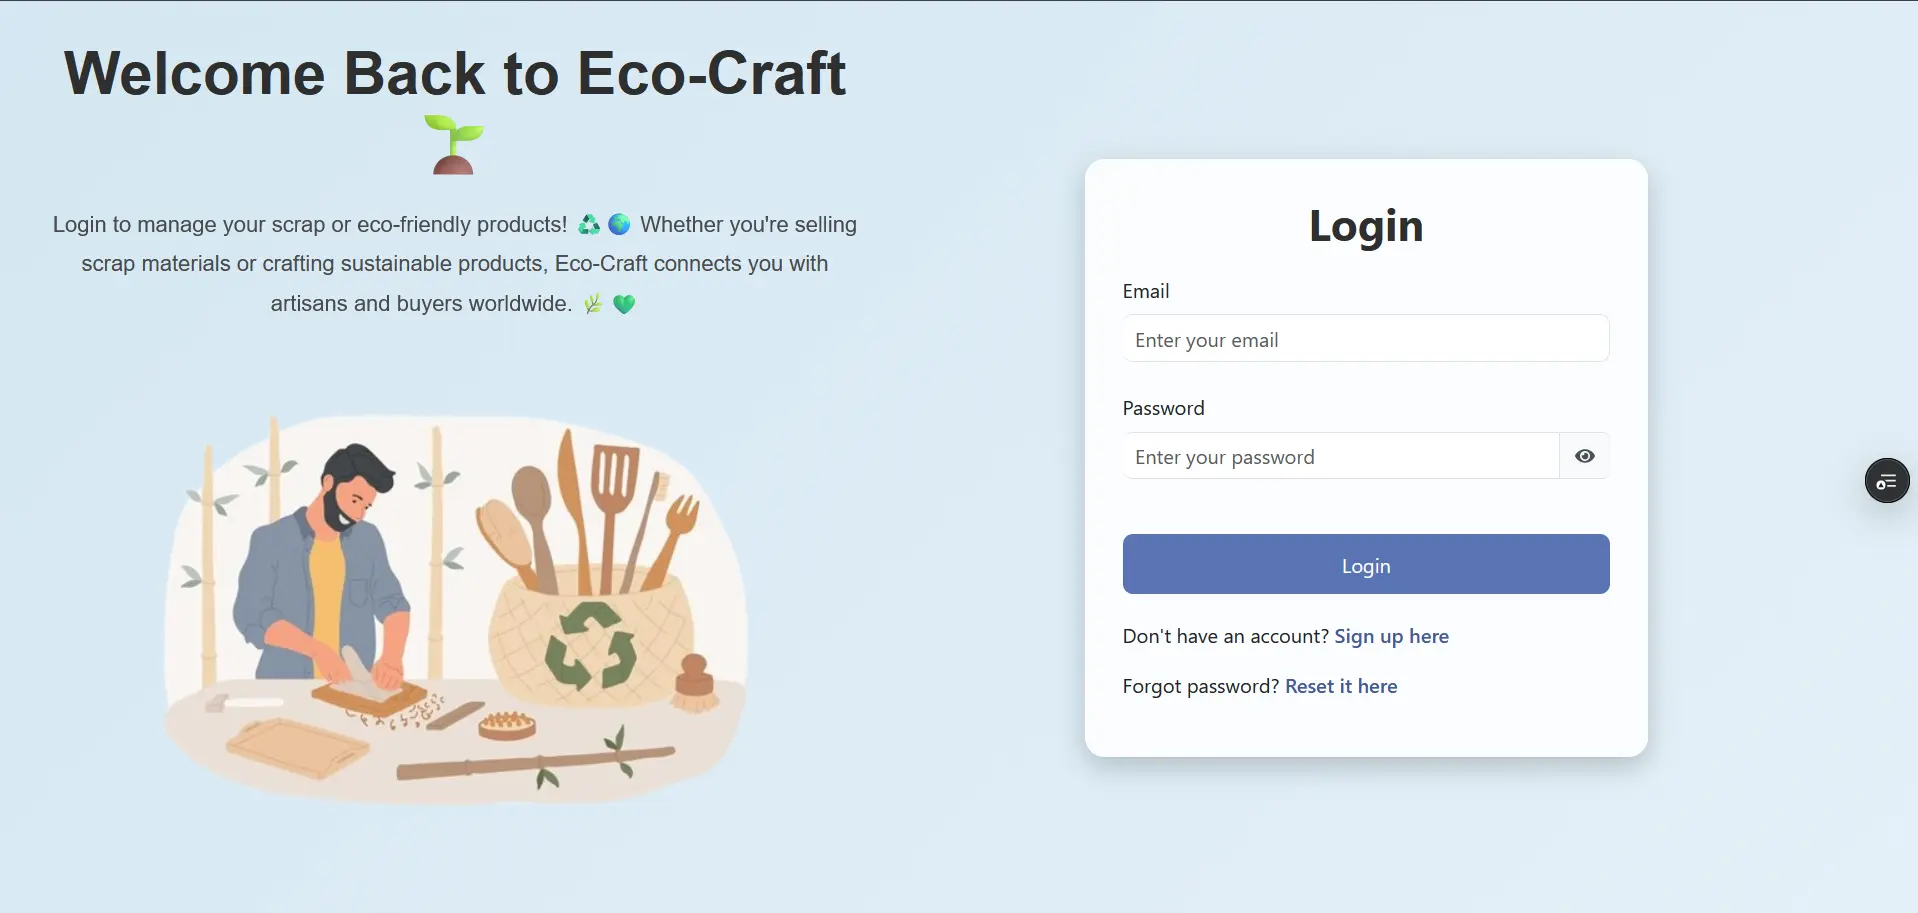 Welcome Back to Eco-Craft
🌱
Login to manage your scrap or eco-friendly products! ♻️ 🌍 Whether you're selling
scrap materials or crafting sustainable products, Eco-Craft connects you with
artisans and buyers worldwide. 🌿 💚
Login
Email
Enter your email
Password
Enter your password
Login
Don't have an account? Sign up here
Forgot password? Reset it here